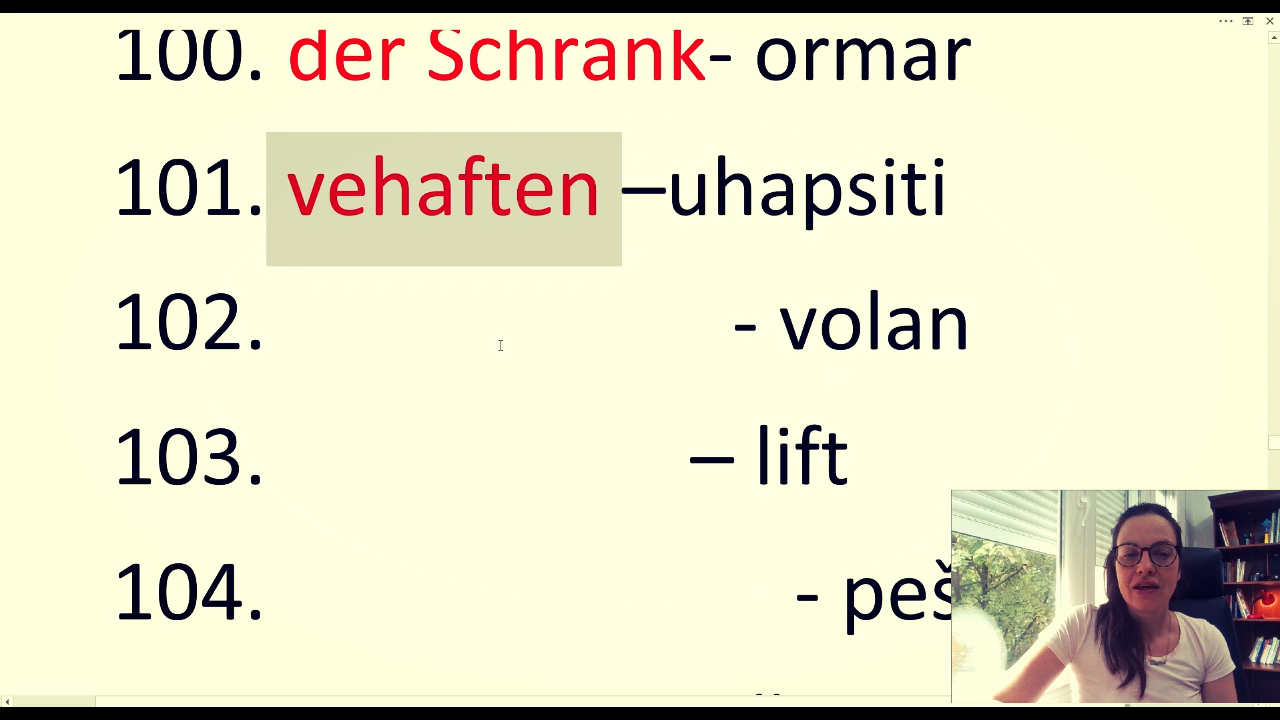 100. der Schrank- ormar
101. vehaften –uhapsiti
102. - volan
103. – lift
104. - peš